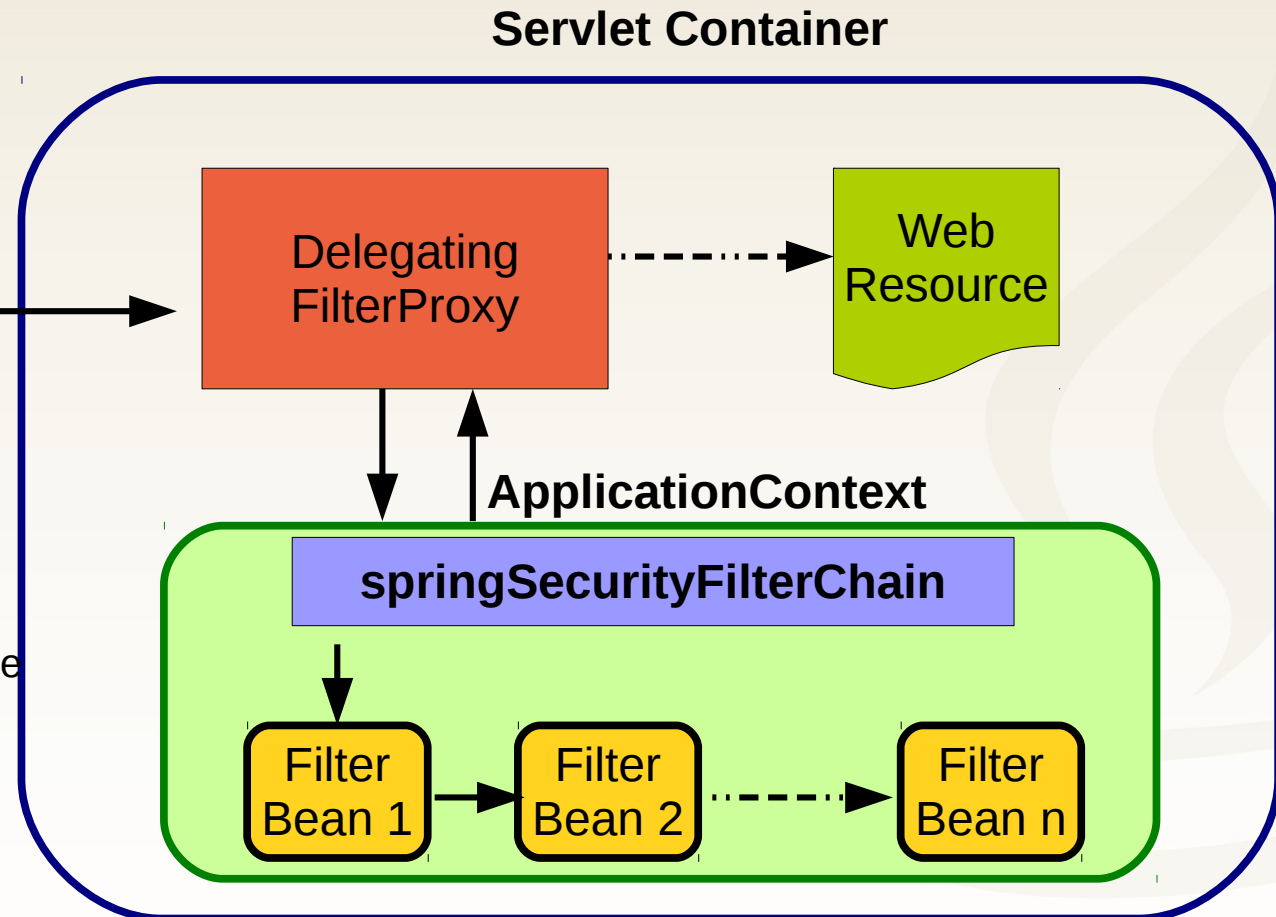 Servlet Container
Delegating
FilterProxy
Web
Resource
ApplicationContext
springSecurityFilterChain
e
Filter
Bean 1
Filter
Bean 2
Filter
Bean n